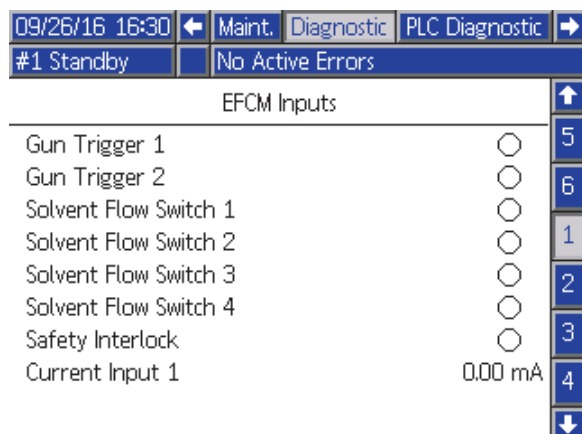 09/26/16 16:30 Maint. Diagnostic PLC Diagnostic
#1 Standby No Active Errors
EFCM Inputs
Gun Trigger 1
Gun Trigger 2
Solvent Flow Switch 1
Solvent Flow Switch 2
Solvent Flow Switch 3
Solvent Flow Switch 4
Safety Interlock
Current Input 1 0.00 mA
5
6
1
2
3
4